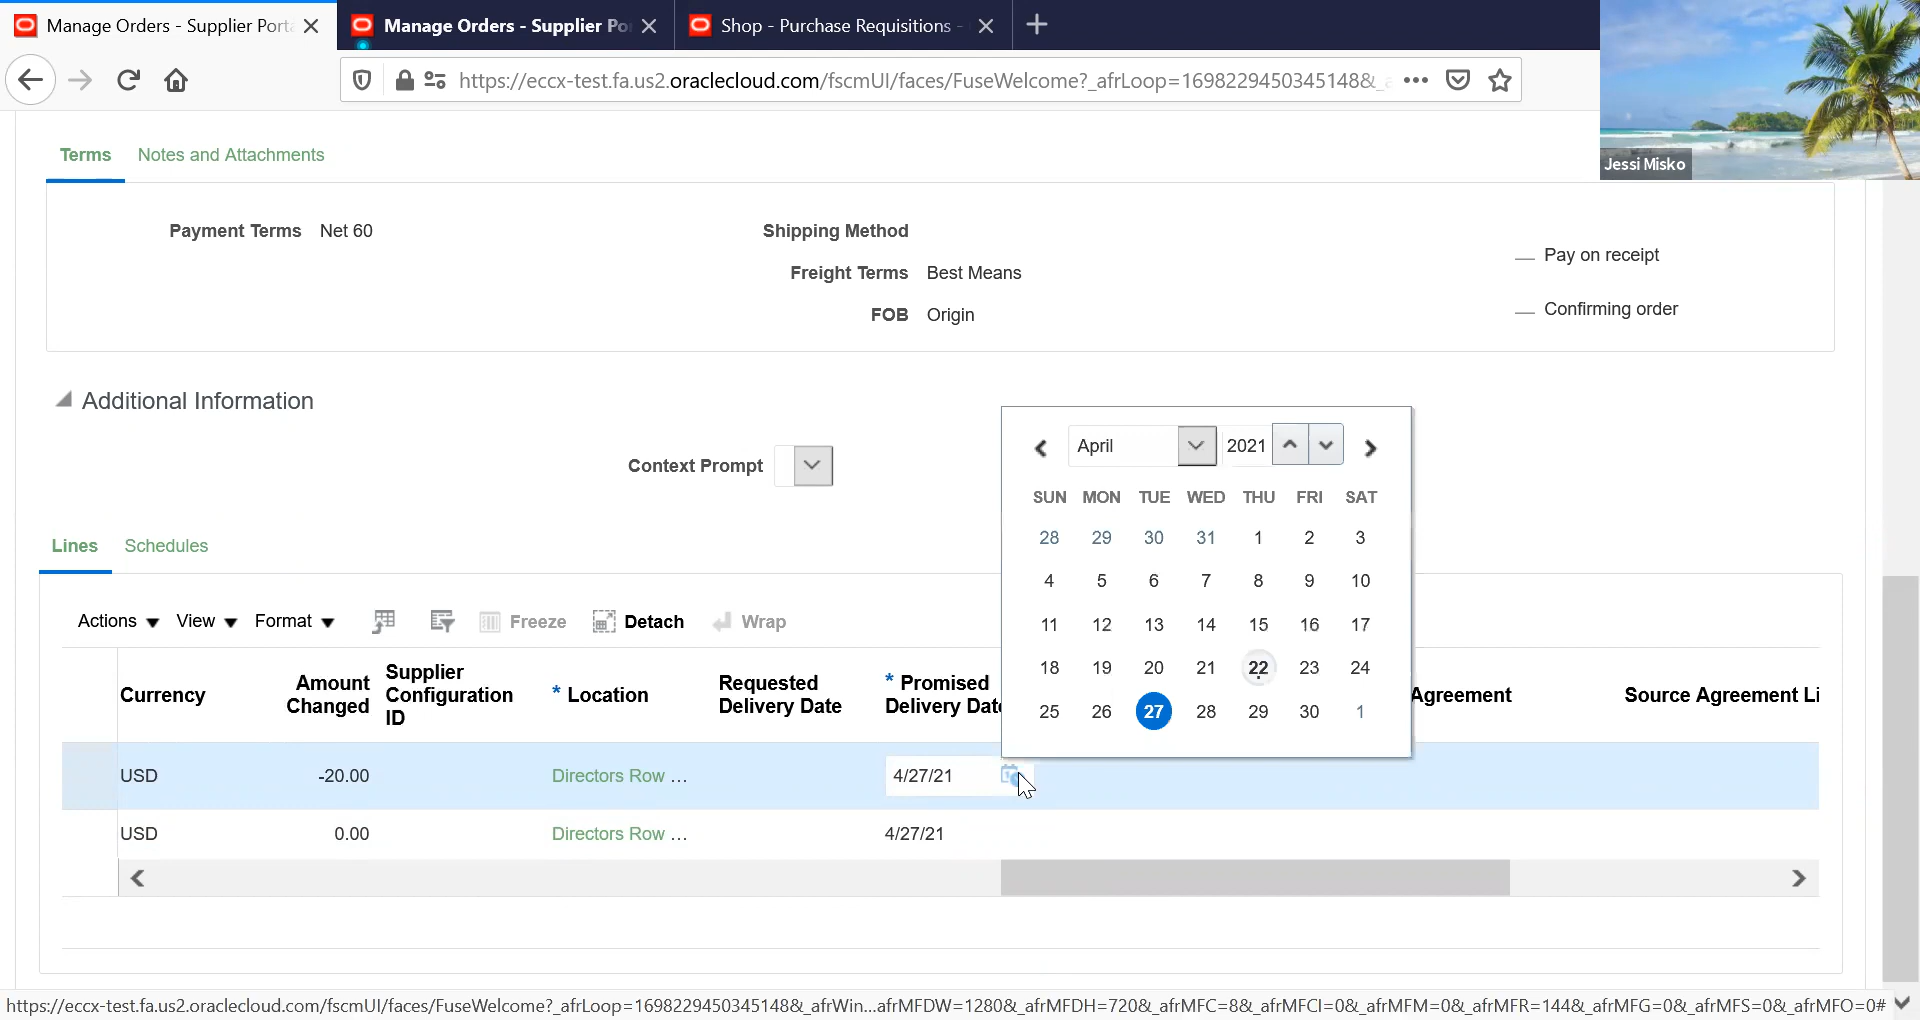 Manage Orders - Supplier Porta
Manage Orders - Supplier Po
Shop - Purchase Requisitions -
https://eccx-test.fa.us2.oraclecloud.com/fscmUI/faces/FuseWelcome?_afrLoop=1698229450345148&_a
Jessi Misko
Terms Notes and Attachments
Payment Terms Net 60
Shipping Method
Freight Terms Best Means
FOB Origin
Pay on receipt
Confirming order
Additional Information
Context Prompt
April 2021
SUN MON TUE WED THU FRI SAT
28 29 30 31 1 2 3
4 5 6 7 8 9 10
11 12 13 14 15 16 17
18 19 20 21 22 23 24
25 26 27 28 29 30 1
Lines Schedules
Actions View Format Freeze Detach Wrap
Currency
Amount
Changed
Supplier
Configuration
ID
* Location
Requested
Delivery Date
* Promised
Delivery Date
Agreement
Source Agreement Li
USD -20.00 Directors Row ... 4/27/21
USD 0.00 Directors Row ... 4/27/21
https://eccx-test.fa.us2.oraclecloud.com/fscmUI/faces/FuseWelcome?_afrLoop=1698229450345148&_afrWin...afrMFDW=1280&_afrMFDH=720&_afrMFC=8&_afrMFCI=0&_afrMFM=0&_afrMFR=144&_afrMFG=0&_afrMFS=0&_afrMFO=0#